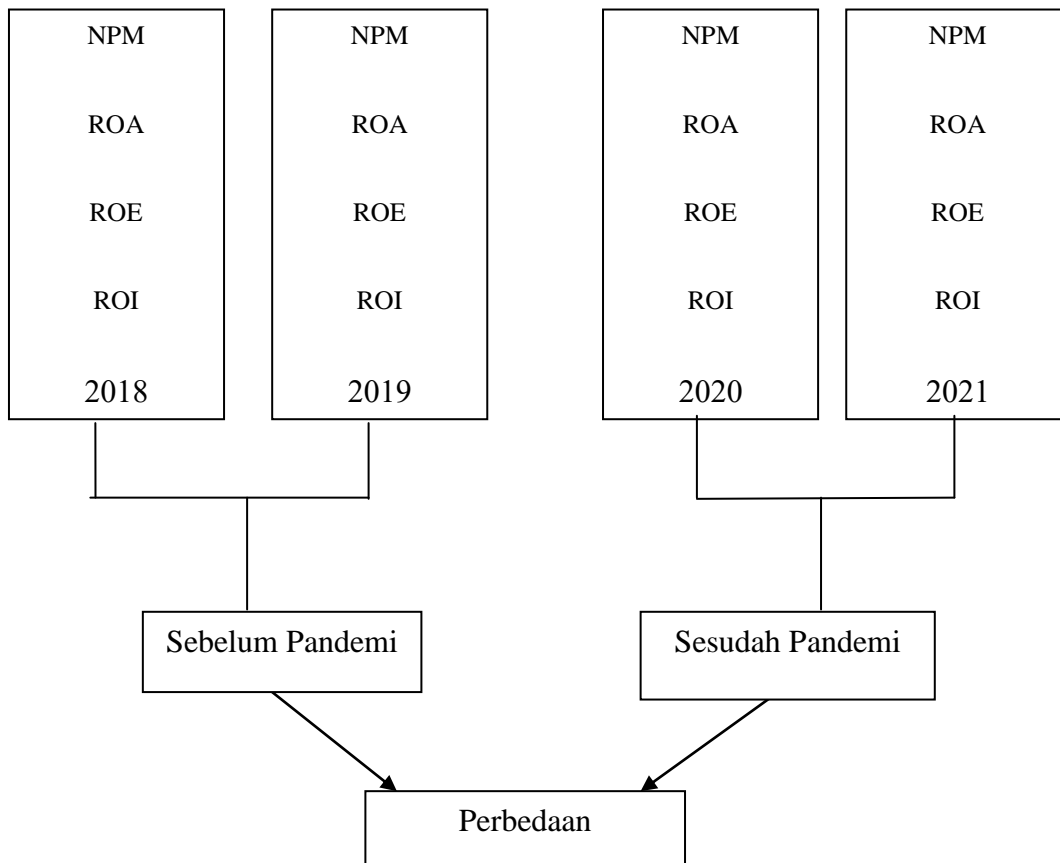 NPM
ROA
ROE
ROI
2018
NPM
ROA
ROE
ROI
2019
NPM
ROA
ROE
ROI
2020
NPM
ROA
ROE
ROI
2021
Sebelum Pandemi
Sesudah Pandemi
Perbedaan